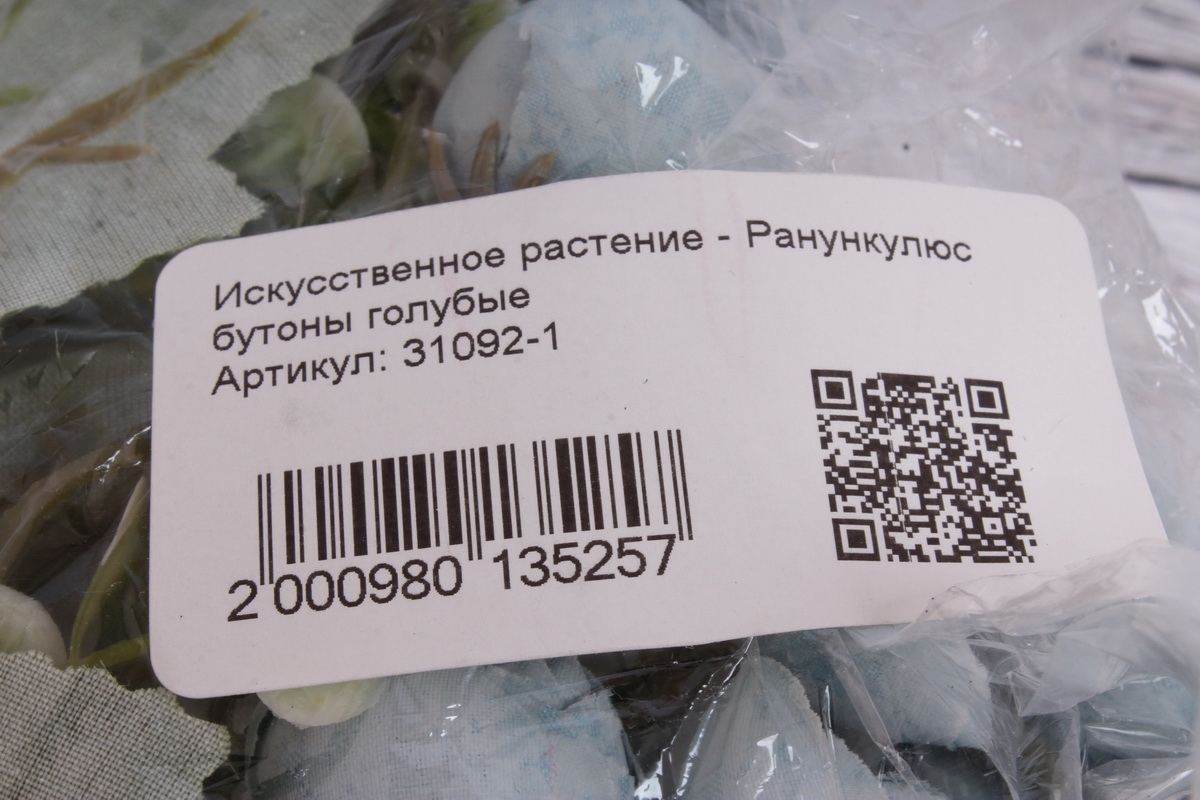 Искусственное растение - Ранункулюс
бутоны голубые
Артикул: 31092-1
2 000980 135257